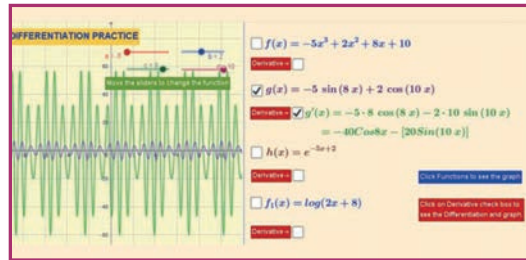 DIFFERENTIATION PRACTICE
Move the sliders to change the function
f(x) = −5x³ + 2x² + 8x + 10
Derivative =
g(x) = −5 sin (8 x) + 2 cos (10 x)
Derivative = g′(x) = −5 · 8 cos (8 x) − 2 · 10 sin (10 x)
= −40Cos8x − [20Sin(10 x)]
h(x) = e⁻⁵ˣ⁺²
Derivative =
Click Functions to see the graph
f₁(x) = log(2x + 8)
Click on Derivative check box to
see the Differentiation and graph.
Derivative =